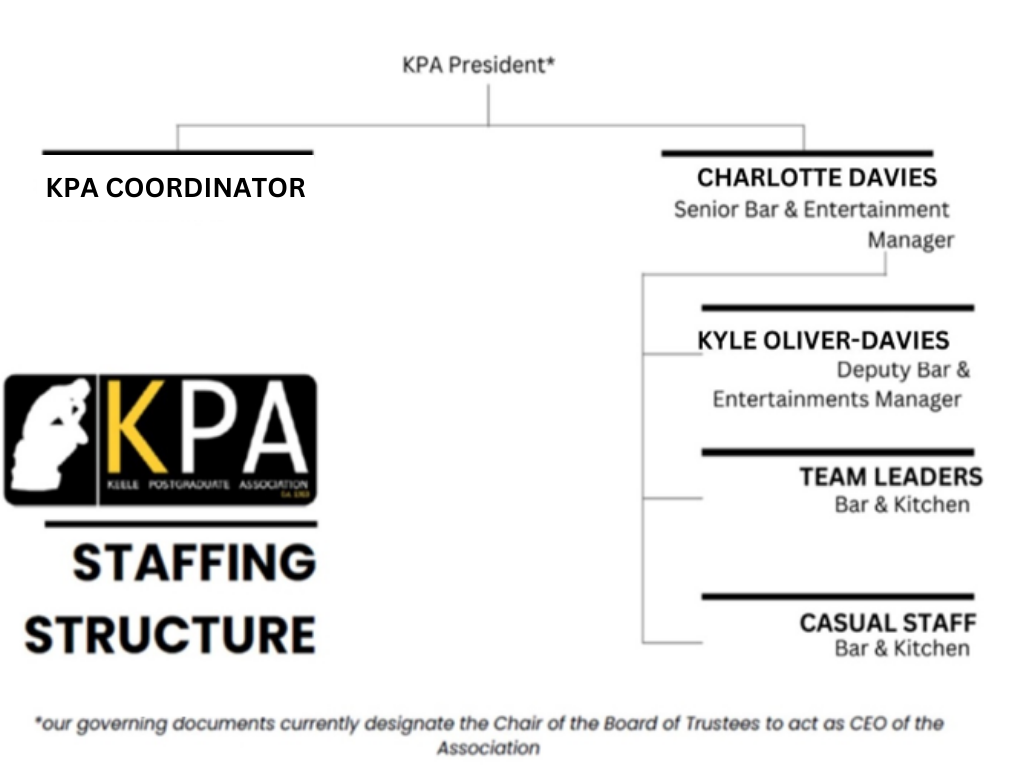 KPA President*
KPA COORDINATOR
CHARLOTTE DAVIES
Senior Bar & Entertainment
Manager
KYLE OLIVER-DAVIES
Deputy Bar &
Entertainments Manager
TEAM LEADERS
Bar & Kitchen
CASUAL STAFF
Bar & Kitchen
KPA
KEELE POSTGRADUATE ASSOCIATION
STAFFING
STRUCTURE
*our governing documents currently designate the Chair of the Board of Trustees to act as CEO of the
Association